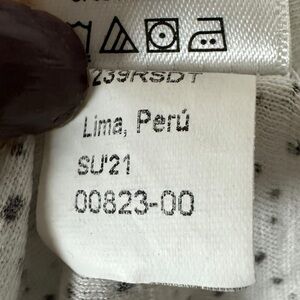 239RSDT
Lima, Perú
SU'21
00823-00